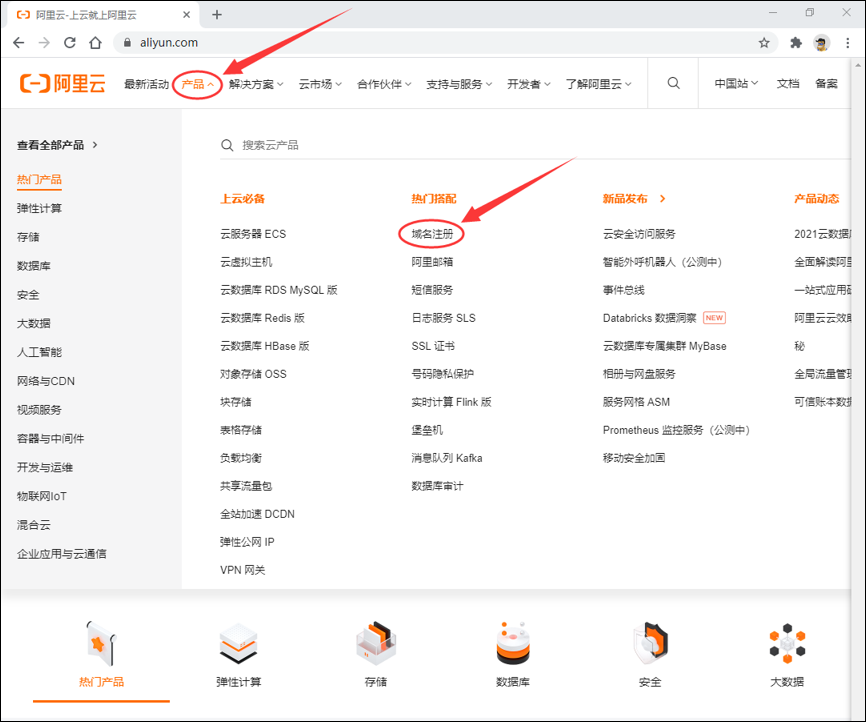 阿里云-上云就上阿里云
aliyun.com
阿里云 最新活动 产品 解决方案 云市场 合作伙伴 支持与服务 开发者 了解阿里云 中国站 文档 备案
查看全部产品
搜索云产品
热门产品
弹性计算
存储
数据库
安全
大数据
人工智能
网络与CDN
视频服务
容器与中间件
开发与运维
物联网IoT
混合云
企业应用与云通信
上云必备
云服务器 ECS
云虚拟主机
云数据库 RDS MySQL 版
云数据库 Redis 版
云数据库 HBase 版
对象存储 OSS
块存储
表格存储
负载均衡
共享流量包
全站加速 DCDN
弹性公网 IP
VPN 网关
热门搭配
域名注册
阿里邮箱
短信服务
日志服务 SLS
SSL 证书
号码隐私保护
实时计算 Flink 版
堡垒机
消息队列 Kafka
数据库审计
新品发布
云安全访问服务
智能外呼机器人（公测中）
事件总线
Databricks 数据洞察 NEW
云数据库专属集群 MyBase
相册与网盘服务
服务网格 ASM
Prometheus 监控服务（公测中）
移动安全加固
产品动态
2021云数据
全面解读阿
一站式应用
阿里云云效
秘
全局流量管
可信账本数
热门产品 弹性计算 存储 数据库 安全 大数据